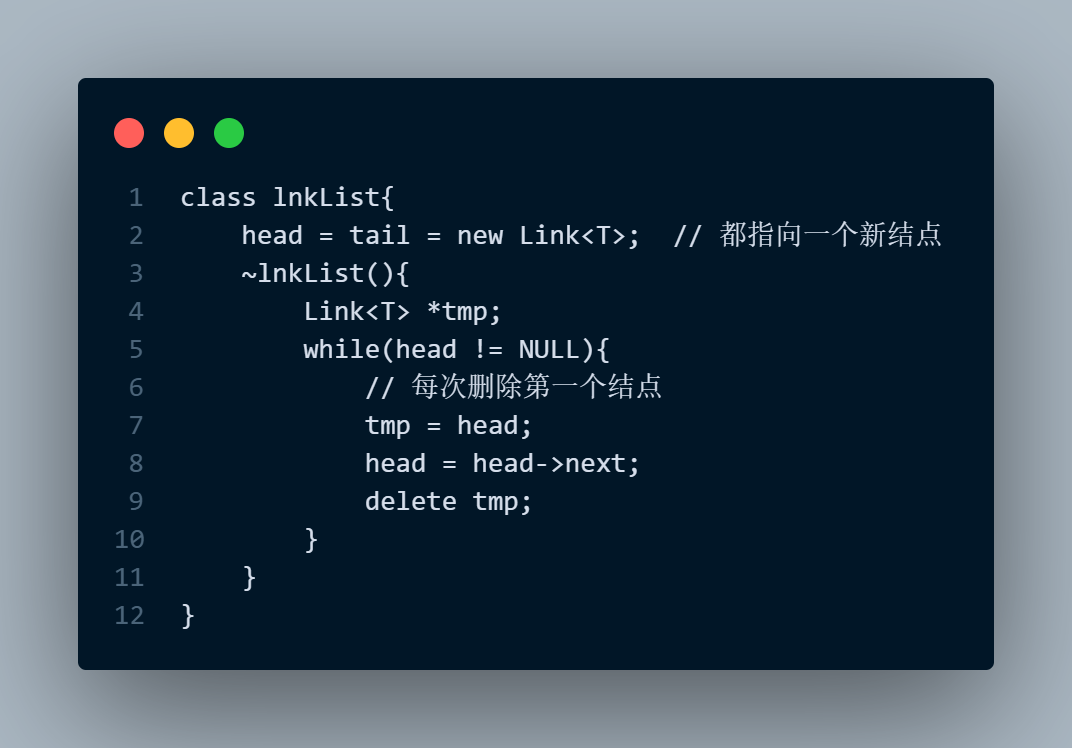 1 class lnkList{
2 head = tail = new Link<T>; // 都指向一个新结点
3 ~lnkList(){
4 Link<T> *tmp;
5 while(head != NULL){
6 // 每次删除第一个结点
7 tmp = head;
8 head = head->next;
9 delete tmp;
10 }
11 }
12 }